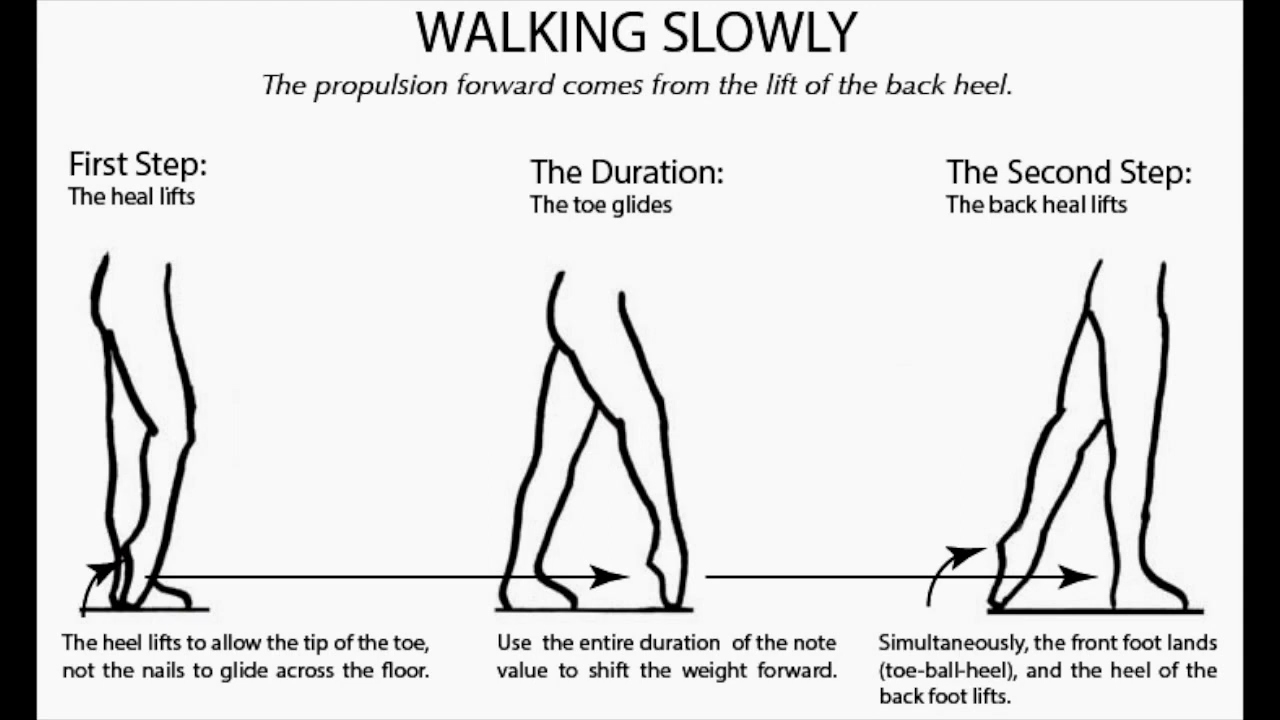 WALKING SLOWLY
The propulsion forward comes from the lift of the back heel.
First Step:
The heal lifts
The heel lifts to allow the tip of the toe,
not the nails to glide across the floor.
The Duration:
The toe glides
Use the entire duration of the note
value to shift the weight forward.
The Second Step:
The back heal lifts
Simultaneously, the front foot lands
(toe-ball-heel), and the heel of the
back foot lifts.